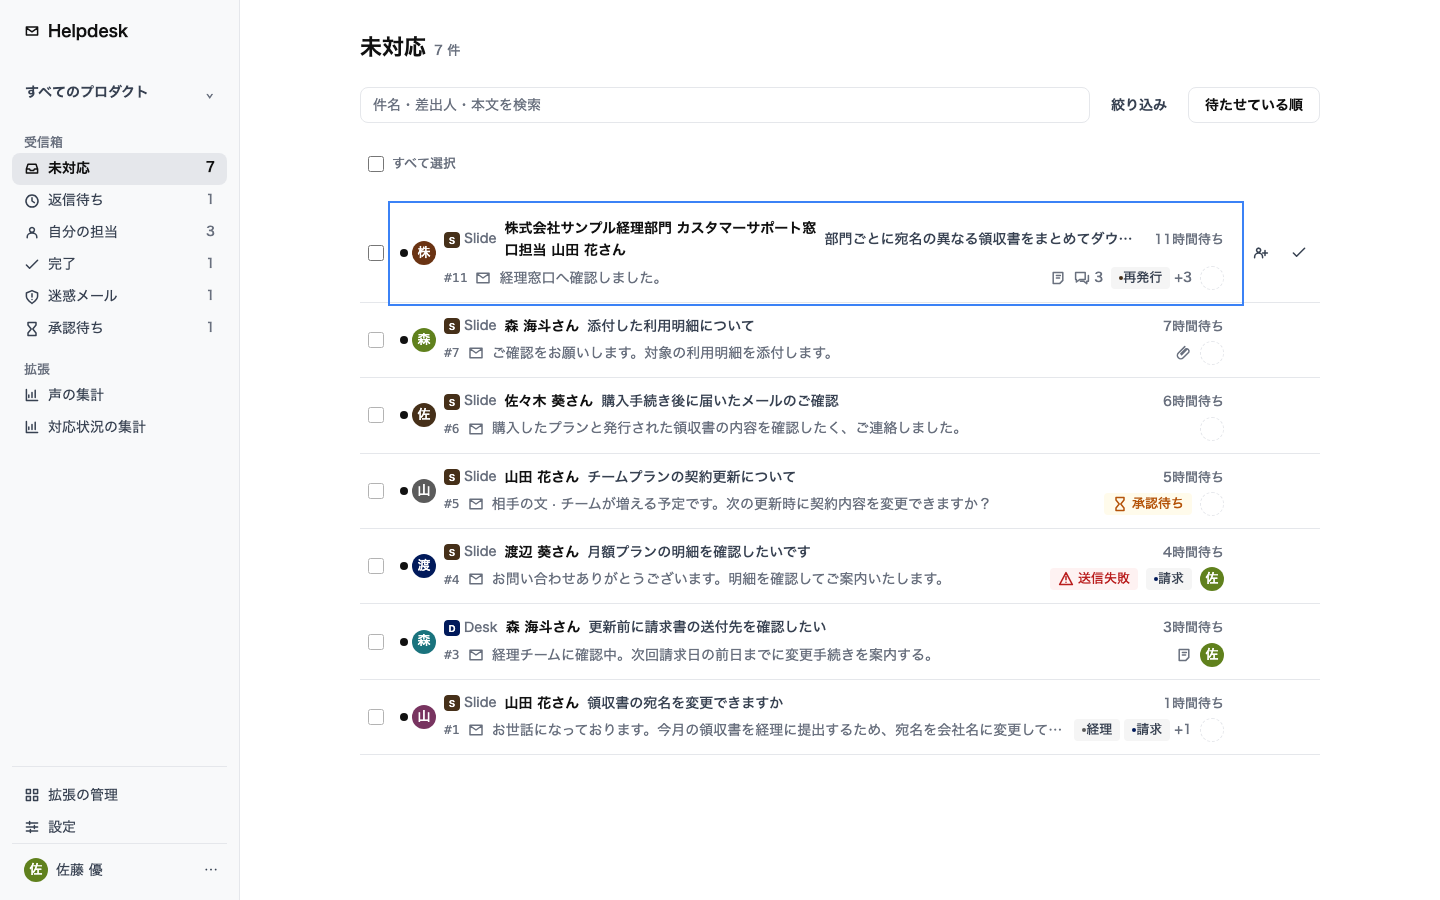 Helpdesk
すべてのプロダクト
受信箱
未対応 7
返信待ち 1
自分の担当 3
完了 1
迷惑メール 1
承認待ち 1
拡張
声の集計
対応状況の集計
拡張の管理
設定
佐 佐藤 優 …
未対応 7 件
件名・差出人・本文を検索 絞り込み 待たせている順
すべて選択
株 S Slide 株式会社サンプル経理部門 カスタマーサポート窓
口担当 山田 花さん 部門ごとに宛名の異なる領収書をまとめてダウ… 11時間待ち
#11 経理窓口へ確認しました。 3 •再発行 +3
森 S Slide 森 海斗さん 添付した利用明細について 7時間待ち
#7 ご確認をお願いします。対象の利用明細を添付します。
佐 S Slide 佐々木 葵さん 購入手続き後に届いたメールのご確認 6時間待ち
#6 購入したプランと発行された領収書の内容を確認したく、ご連絡しました。
山 S Slide 山田 花さん チームプランの契約更新について 5時間待ち
#5 相手の文 · チームが増える予定です。次の更新時に契約内容を変更できますか？ 承認待ち
渡 S Slide 渡辺 葵さん 月額プランの明細を確認したいです 4時間待ち
#4 お問い合わせありがとうございます。明細を確認してご案内いたします。 送信失敗 •請求 佐
森 D Desk 森 海斗さん 更新前に請求書の送付先を確認したい 3時間待ち
#3 経理チームに確認中。次回請求日の前日までに変更手続きを案内する。 佐
山 S Slide 山田 花さん 領収書の宛名を変更できますか 1時間待ち
#1 お世話になっております。今月の領収書を経理に提出するため、宛名を会社名に変更して… •経理 •請求 +1